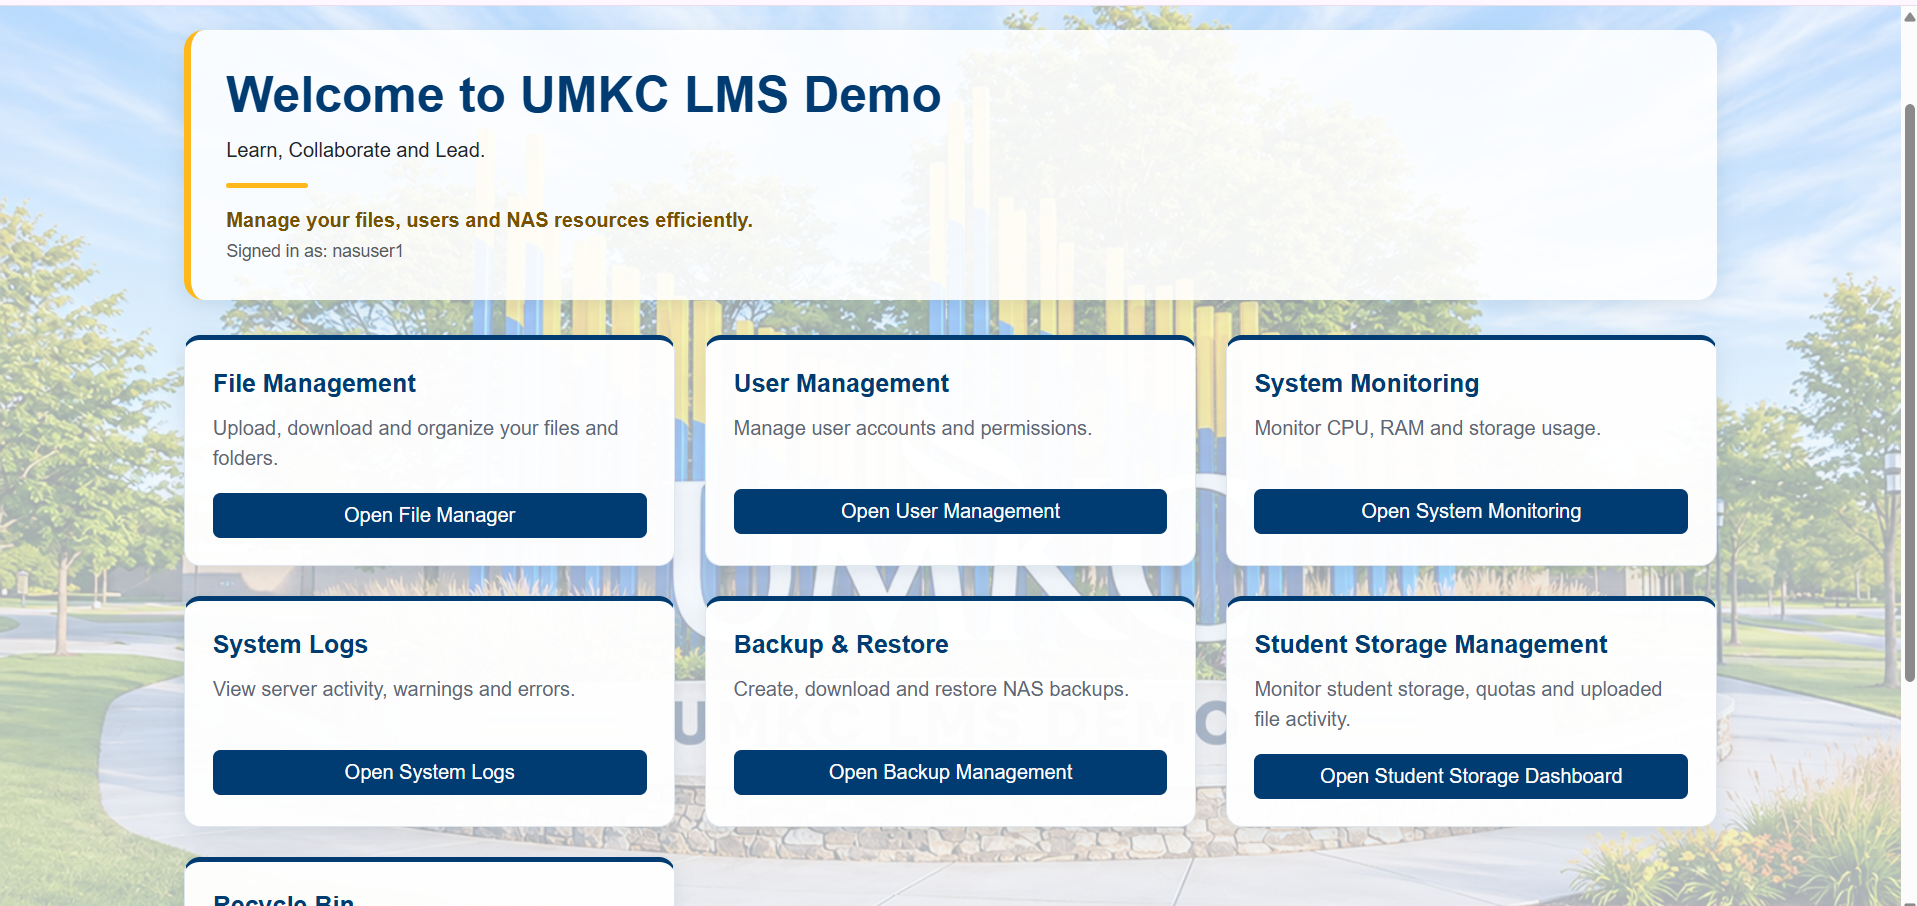 Welcome to UMKC LMS Demo
Learn, Collaborate and Lead.
Manage your files, users and NAS resources efficiently.
Signed in as: nasuser1
File Management
Upload, download and organize your files and
folders.
Open File Manager
User Management
Manage user accounts and permissions.
Open User Management
System Monitoring
Monitor CPU, RAM and storage usage.
Open System Monitoring
UMKC
System Logs
View server activity, warnings and errors.
Open System Logs
Backup & Restore
Create, download and restore NAS backups.
Open Backup Management
Student Storage Management
Monitor student storage, quotas and uploaded
file activity.
Open Student Storage Dashboard
UMKC LMS DEMO
Recycle Bin